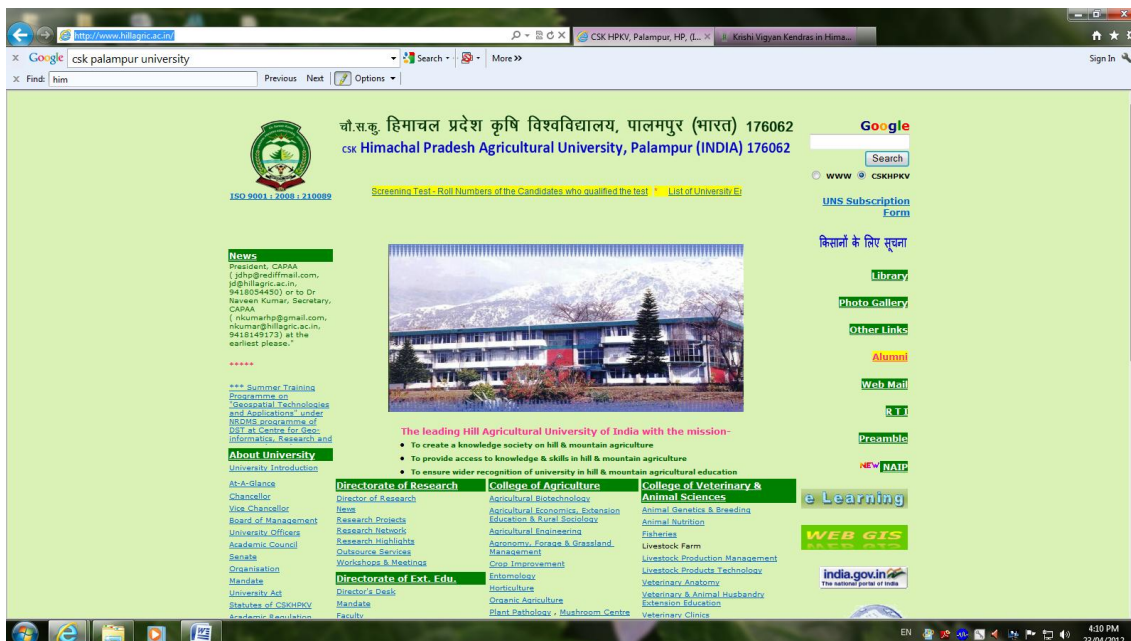 http://www.hillagric.ac.in/
CSK HPKV, Palampur, HP, (I...
Krishi Vigyan Kendras in Hima...
x Google csk palampur university Search More >> Sign In
x Find: him Previous Next Options
चौ.स.कु. हिमाचल प्रदेश कृषि विश्वविद्यालय, पालमपुर (भारत) 176062
CSK Himachal Pradesh Agricultural University, Palampur (INDIA) 176062
ISO 9001 : 2008 : 210089
Screening Test - Roll Numbers of the Candidates who qualified the test * List of University Er
Google
Search
WWW CSKHPKV
UNS Subscription
Form
किसानों के लिए सूचना
Library
Photo Gallery
Other Links
Alumni
Web Mail
R T I
Preamble
NEW NAIP
e Learning
WEB GIS
india.gov.in
The national portal of India
News
President, CAPAA
( jdhp@rediffmail.com,
jd@hillagric.ac.in,
9418054450) or to Dr
Naveen Kumar, Secretary,
CAPAA
( nkumarhp@gmail.com,
nkumar@hillagric.ac.in,
9418149173) at the
earliest please."
*****
*** Summer Training
Programme on
"Geospatial Technologies
and Applications" under
NRDMS programme of
DST at Centre for Geo-
informatics, Research and
The leading Hill Agricultural University of India with the mission-
To create a knowledge society on hill & mountain agriculture
To provide access to knowledge & skills in hill & mountain agriculture
To ensure wider recognition of university in hill & mountain agricultural education
About University
University Introduction
At-A-Glance
Chancellor
Vice Chancellor
Board of Management
University Officers
Academic Council
Senate
Organisation
Mandate
University Act
Statutes of CSKHPKV
Academic Regulation
Directorate of Research
Director of Research
News
Research Projects
Research Network
Research Highlights
Outsource Services
Workshops & Meetings
Directorate of Ext. Edu.
Director's Desk
Mandate
Faculty
College of Agriculture
Agricultural Biotechnology
Agricultural Economics, Extension
Education & Rural Sociology
Agricultural Engineering
Agronomy, Forage & Grassland
Management
Crop Improvement
Entomology
Horticulture
Organic Agriculture
Plant Pathology , Mushroom Centre
College of Veterinary &
Animal Sciences
Animal Genetics & Breeding
Animal Nutrition
Fisheries
Livestock Farm
Livestock Production Management
Livestock Products Technology
Veterinary Anatomy
Veterinary & Animal Husbandry
Extension Education
Veterinary Clinics
EN
4:10 PM
23/04/2012